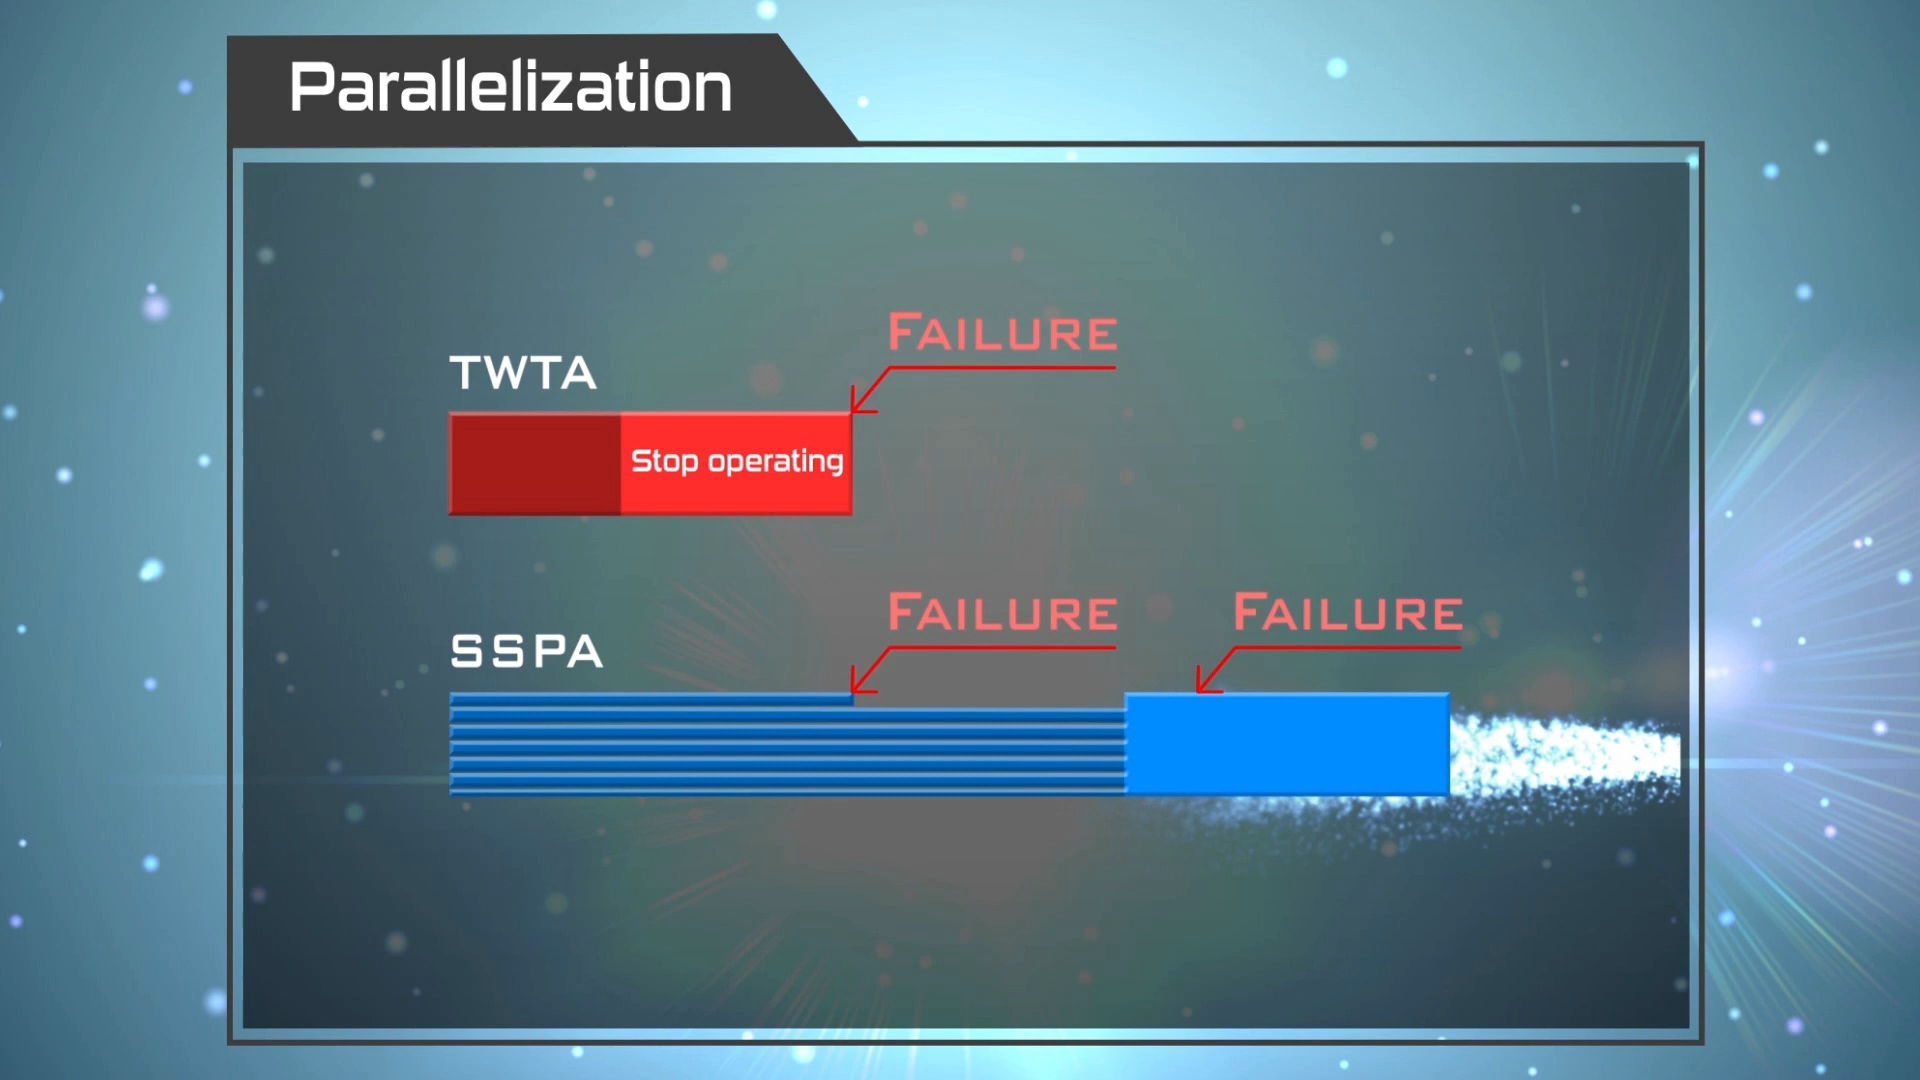 Parallelization
FAILURE
TWTA
Stop operating
FAILURE
FAILURE
SSPA